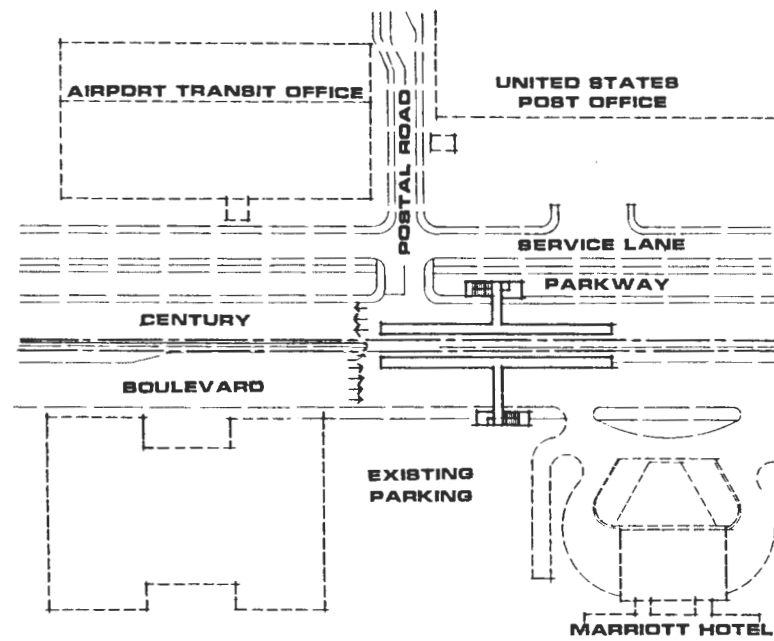 AIRPORT TRANSIT OFFICE
UNITED STATES
POST OFFICE
POSTAL ROAD
SERVICE LANE
PARKWAY
CENTURY
BOULEVARD
EXISTING
PARKING
MARRIOTT HOTEL